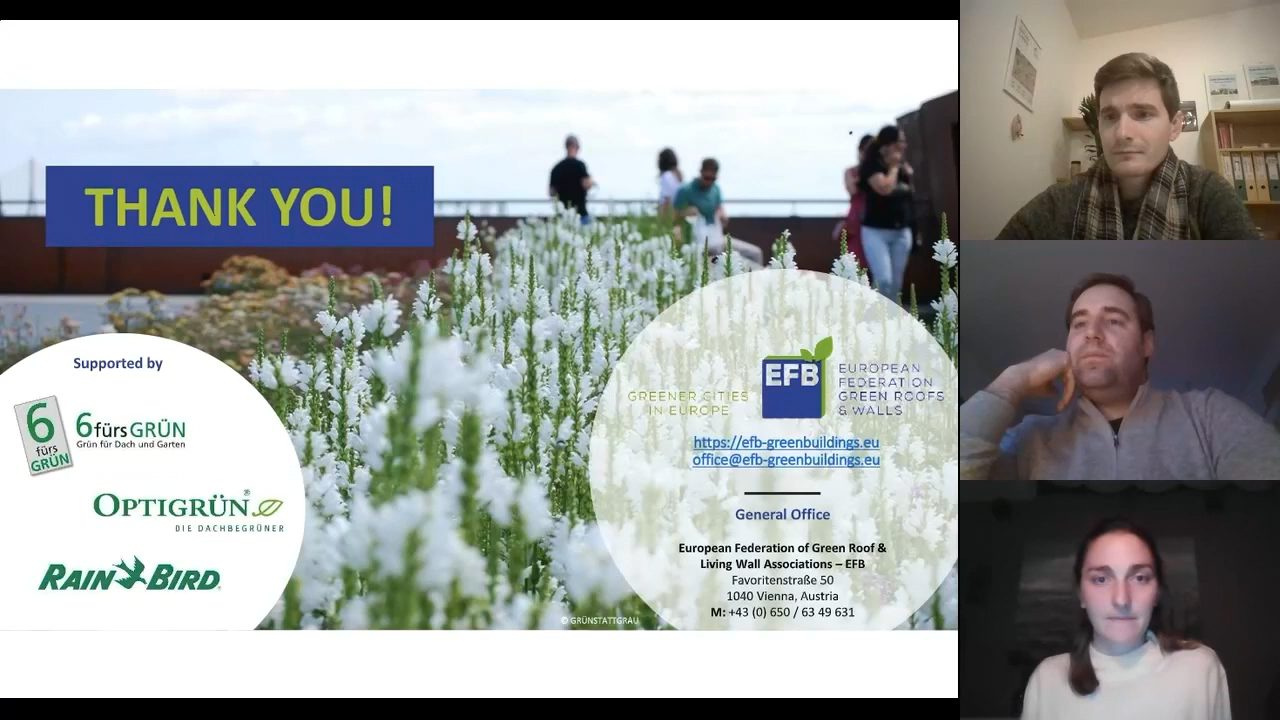 THANK YOU!
Supported by
6
fürs
GRÜN
6fürsGRÜN
Grün für Dach und Garten
OPTIGRÜN®
DIE DACHBEGRÜNER
RAIN BIRD
GREENER CITIES
IN EUROPE
EFB
EUROPEAN
FEDERATION
GREEN ROOFS
& WALLS
https://efb-greenbuildings.eu
office@efb-greenbuildings.eu
General Office
European Federation of Green Roof &
Living Wall Associations – EFB
Favoritenstraße 50
1040 Vienna, Austria
M: +43 (0) 650 / 63 49 631
© GRÜNSTATTGRAU